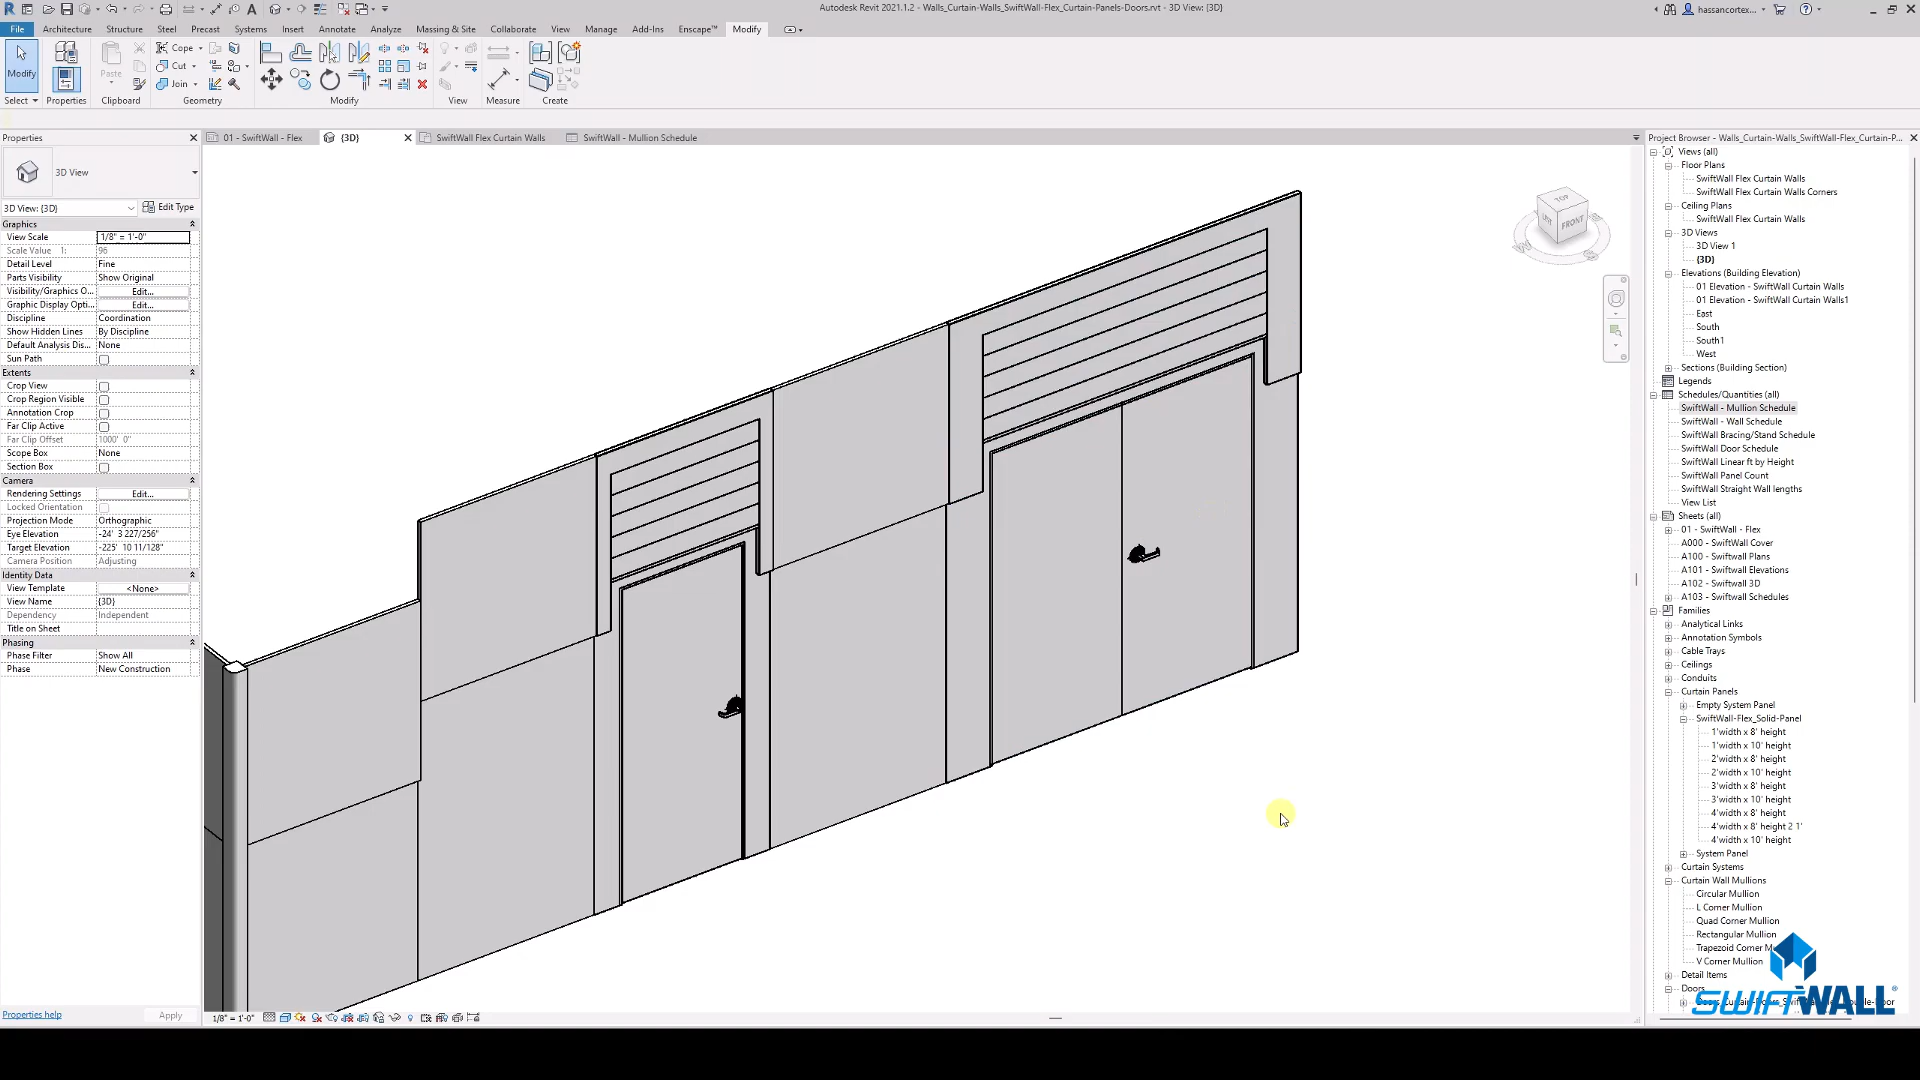 Autodesk Revit 2021.1.2 - Walls_Curtain-Walls_SwiftWall-Flex_Curtain-Panels-Doors.rvt - 3D View: {3D}
hassancortex...
File Architecture Structure Steel Precast Systems Insert Annotate Analyze Massing & Site Collaborate View Manage Add-Ins Enscape™ Modify
Modify
Paste
Cope
Cut
Join
Select Properties Clipboard Geometry Modify View Measure Create
Properties
01 - SwiftWall - Flex
{3D}
SwiftWall Flex Curtain Walls
SwiftWall - Mullion Schedule
3D View
3D View: {3D}
Edit Type
Graphics
View Scale 1/8" = 1'-0"
Scale Value 1: 96
Detail Level Fine
Parts Visibility Show Original
Visibility/Graphics O... Edit...
Graphic Display Opti... Edit...
Discipline Coordination
Show Hidden Lines By Discipline
Default Analysis Dis... None
Sun Path
Extents
Crop View
Crop Region Visible
Annotation Crop
Far Clip Active
Far Clip Offset 1000' 0"
Scope Box None
Section Box
Camera
Rendering Settings Edit...
Locked Orientation
Projection Mode Orthographic
Eye Elevation -24' 3 227/256"
Target Elevation -225' 10 11/128"
Camera Position Adjusting
Identity Data
View Template <None>
View Name {3D}
Dependency Independent
Title on Sheet
Phasing
Phase Filter Show All
Phase New Construction
Properties help
Apply
1/8" = 1'-0"
TOP
LEFT
FRONT
Project Browser - Walls_Curtain-Walls_SwiftWall-Flex_Curtain-P...
Views (all)
Floor Plans
SwiftWall Flex Curtain Walls
SwiftWall Flex Curtain Walls Corners
Ceiling Plans
SwiftWall Flex Curtain Walls
3D Views
3D View 1
{3D}
Elevations (Building Elevation)
01 Elevation - SwiftWall Curtain Walls
01 Elevation - SwiftWall Curtain Walls1
East
South
South1
West
Sections (Building Section)
Legends
Schedules/Quantities (all)
SwiftWall - Mullion Schedule
SwiftWall - Wall Schedule
SwiftWall Bracing/Stand Schedule
SwiftWall Door Schedule
SwiftWall Linear ft by Height
SwiftWall Panel Count
SwiftWall Straight Wall lengths
View List
Sheets (all)
01 - SwiftWall - Flex
A000 - SwiftWall Cover
A100 - Swiftwall Plans
A101 - Swiftwall Elevations
A102 - Swiftwall 3D
A103 - Swiftwall Schedules
Families
Analytical Links
Annotation Symbols
Cable Trays
Ceilings
Conduits
Curtain Panels
Empty System Panel
SwiftWall-Flex_Solid-Panel
1'width x 8' height
1'width x 10' height
2'width x 8' height
2'width x 10' height
3'width x 8' height
3'width x 10' height
4'width x 8' height
4'width x 8' height 2 1'
4'width x 10' height
System Panel
Curtain Systems
Curtain Wall Mullions
Circular Mullion
L Corner Mullion
Quad Corner Mullion
Rectangular Mullion
Trapezoid Corner M
V Corner Mullion
Detail Items
Doors
SWIFTWALL®